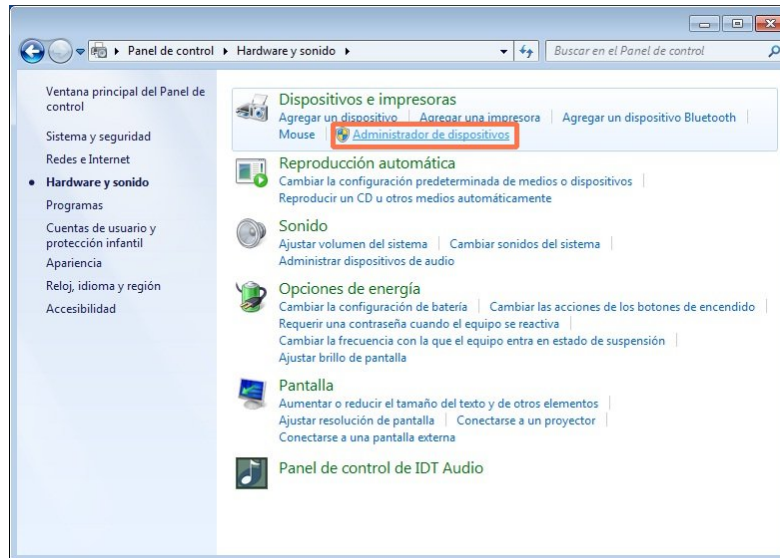 Panel de control Hardware y sonido Buscar en el Panel de control
Ventana principal del Panel de
control
Sistema y seguridad
Redes e Internet
Hardware y sonido
Programas
Cuentas de usuario y
protección infantil
Apariencia
Reloj, idioma y región
Accesibilidad
Dispositivos e impresoras
Agregar un dispositivo Agregar una impresora Agregar un dispositivo Bluetooth
Mouse Administrador de dispositivos
Reproducción automática
Cambiar la configuración predeterminada de medios o dispositivos
Reproducir un CD u otros medios automáticamente
Sonido
Ajustar volumen del sistema Cambiar sonidos del sistema
Administrar dispositivos de audio
Opciones de energía
Cambiar la configuración de batería Cambiar las acciones de los botones de encendido
Requerir una contraseña cuando el equipo se reactiva
Cambiar la frecuencia con la que el equipo entra en estado de suspensión
Ajustar brillo de pantalla
Pantalla
Aumentar o reducir el tamaño del texto y de otros elementos
Ajustar resolución de pantalla Conectarse a un proyector
Conectarse a una pantalla externa
Panel de control de IDT Audio